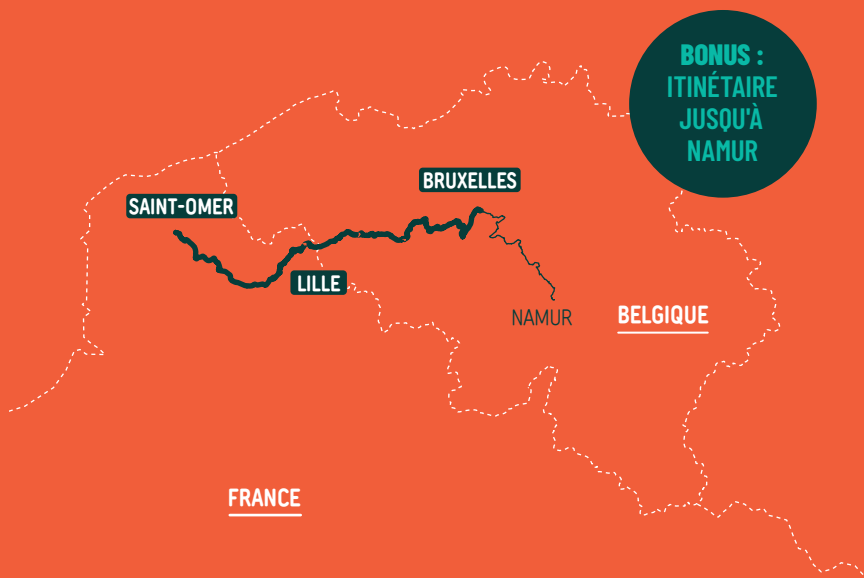 BONUS :
ITINÉTAIRE
JUSQU'À
NAMUR
BRUXELLES
SAINT-OMER
LILLE
NAMUR
BELGIQUE
FRANCE